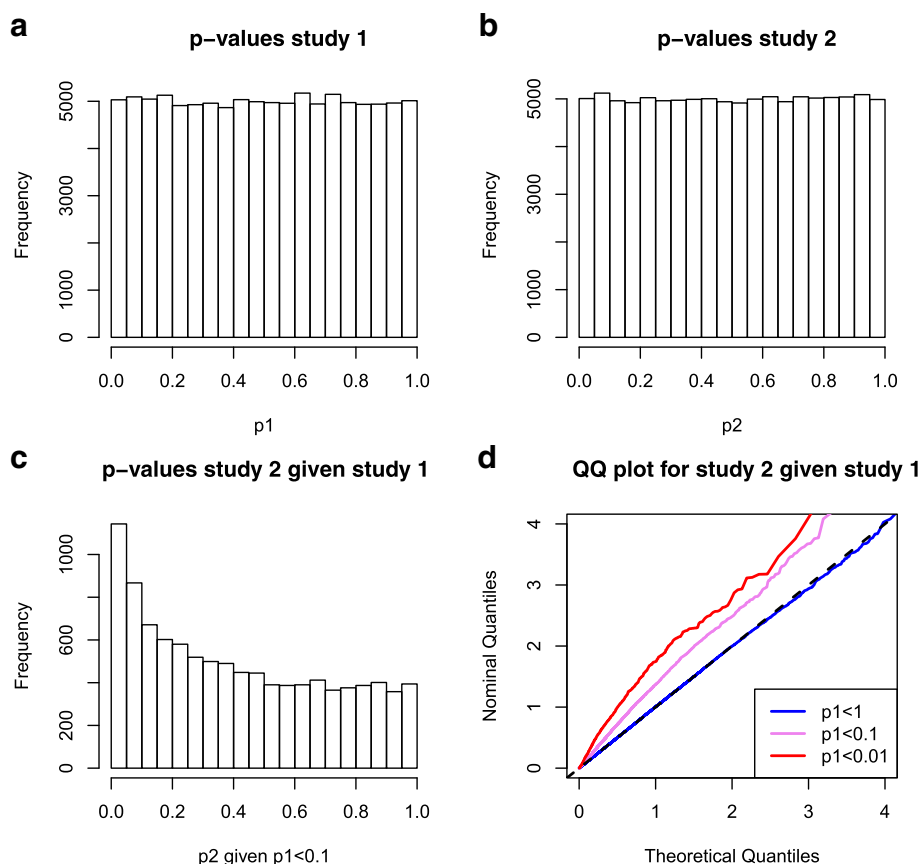 a
p−values study 1
Frequency
0 1000 3000 5000
0.0 0.2 0.4 0.6 0.8 1.0
p1
b
p−values study 2
Frequency
0 1000 3000 5000
0.0 0.2 0.4 0.6 0.8 1.0
p2
c
p−values study 2 given study 1
Frequency
0 200 600 1000
0.0 0.2 0.4 0.6 0.8 1.0
p2 given p1<0.1
d
QQ plot for study 2 given study 1
Nominal Quantiles
0 1 2 3 4
0 1 2 3 4
Theoretical Quantiles
p1<1
p1<0.1
p1<0.01